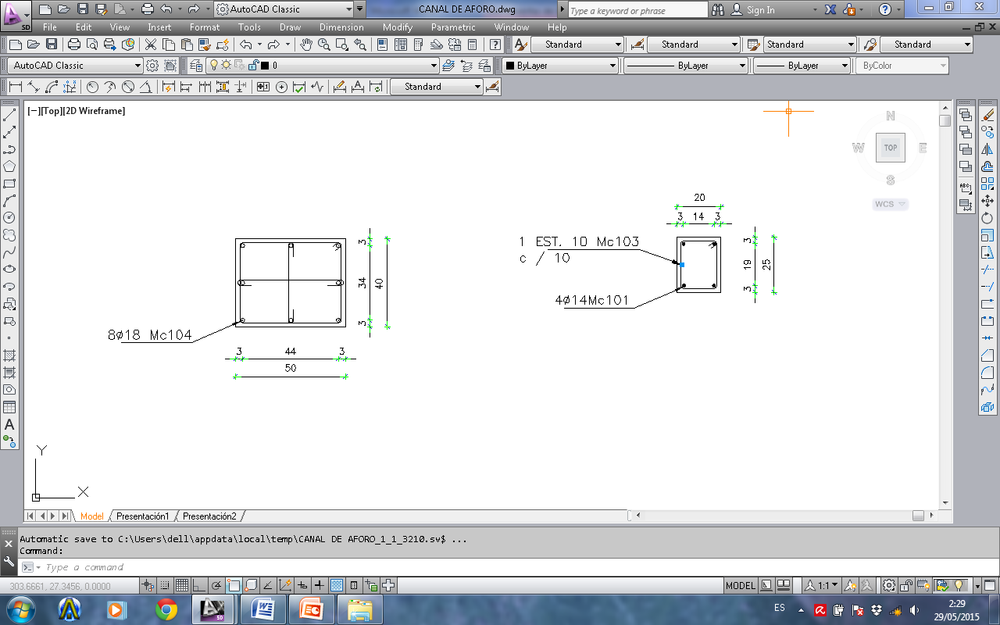 AutoCAD Classic
CANAL DE AFORO.dwg
Type a keyword or phrase
Sign In
SD
File Edit View Insert Format Tools Draw Dimension Modify Parametric Window Help
Standard Standard Standard Standard
AutoCAD Classic 0 ByLayer ByLayer ByLayer ByColor
Standard
[−][Top][2D Wireframe]
N
W TOP E
S
WCS
20
3 14 3
1 EST. 10 Mc103
c / 10
3
19
25
3
4ø14Mc101
3
34
40
3
8ø18 Mc104
3 44 3
50
ABC
A
Y
X
Model Presentación1 Presentación2
Automatic save to C:\Users\dell\appdata\local\temp\CANAL DE AFORO_1_1_3210.sv$ ...
Command:
Type a command
303.6661, 27.3456, 0.0000
MODEL
1:1
SD
ES
2:29
29/05/2015